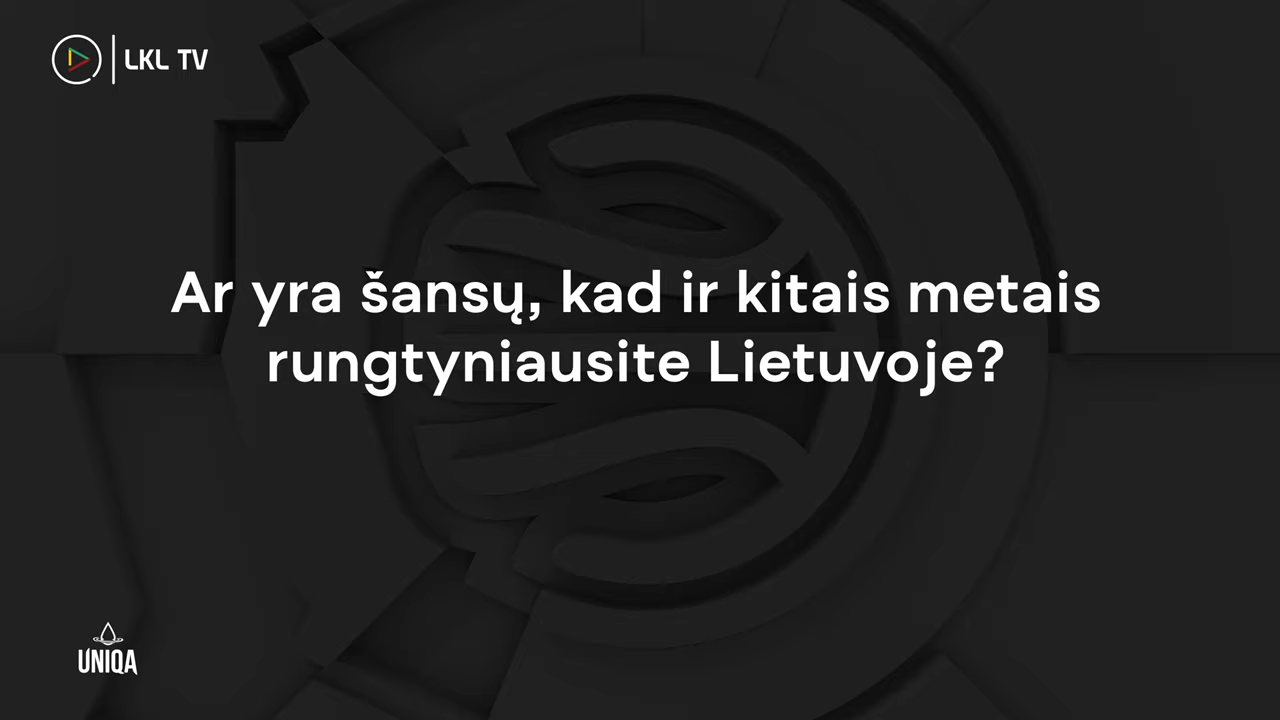 LKL TV
Ar yra šansų, kad ir kitais metais
rungtyniausite Lietuvoje?
UNIQA